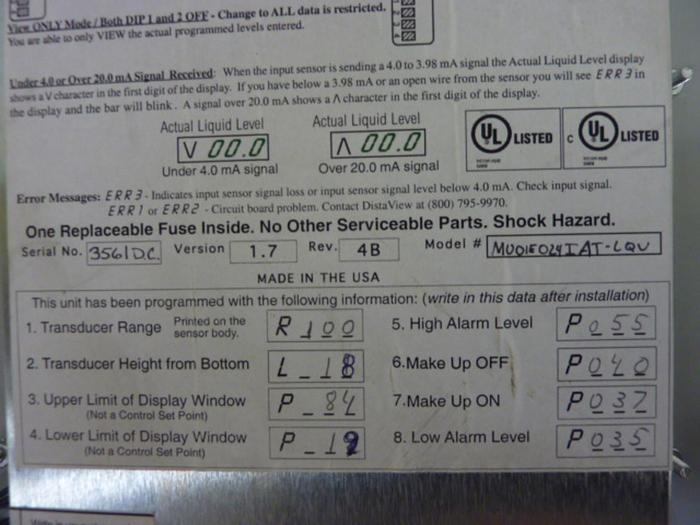 View ONLY Mode / Both DIP 1 and 2 OFF - Change to ALL data is restricted.
You are able to only VIEW the actual programmed levels entered.
Under 4.0 or Over 20.0 mA Signal Received: When the input sensor is sending a 4.0 to 3.98 mA signal the Actual Liquid Level display
shows a V character in the first digit of the display. If you have below a 3.98 mA or an open wire from the sensor you will see ERR 3 in
the display and the bar will blink. A signal over 20.0 mA shows a Λ character in the first digit of the display.
Actual Liquid Level Actual Liquid Level
V 00.0 Λ 00.0
Under 4.0 mA signal Over 20.0 mA signal
UL LISTED C UL LISTED
Error Messages: ERR 3 - Indicates input sensor signal loss or input sensor signal level below 4.0 mA. Check input signal.
ERR 1 or ERR2 - Circuit board problem. Contact DistaView at (800) 795-9970.
One Replaceable Fuse Inside. No Other Serviceable Parts. Shock Hazard.
Serial No. 3561DC Version 1.7 Rev. 4B Model # MU01E024IAT-LQV
MADE IN THE USA
This unit has been programmed with the following information: (write in this data after installation)
1. Transducer Range Printed on the sensor body. R 100 5. High Alarm Level P 055
2. Transducer Height from Bottom L _ 18 6.Make Up OFF P 040
3. Upper Limit of Display Window P _ 84 7.Make Up ON P 037
(Not a Control Set Point)
4. Lower Limit of Display Window P _ 19 8. Low Alarm Level P 035
(Not a Control Set Point)